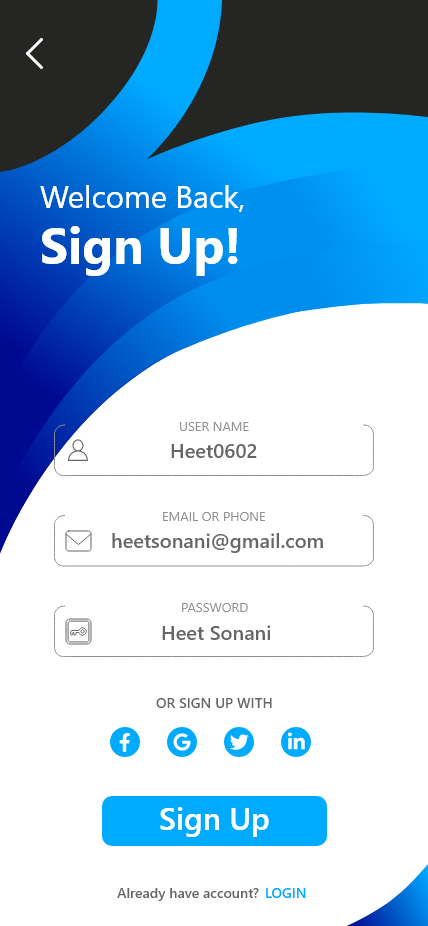 Welcome Back,
Sign Up!
USER NAME
Heet0602
EMAIL OR PHONE
heetsonani@gmail.com
PASSWORD
Heet Sonani
OR SIGN UP WITH
Sign Up
Already have account? LOGIN